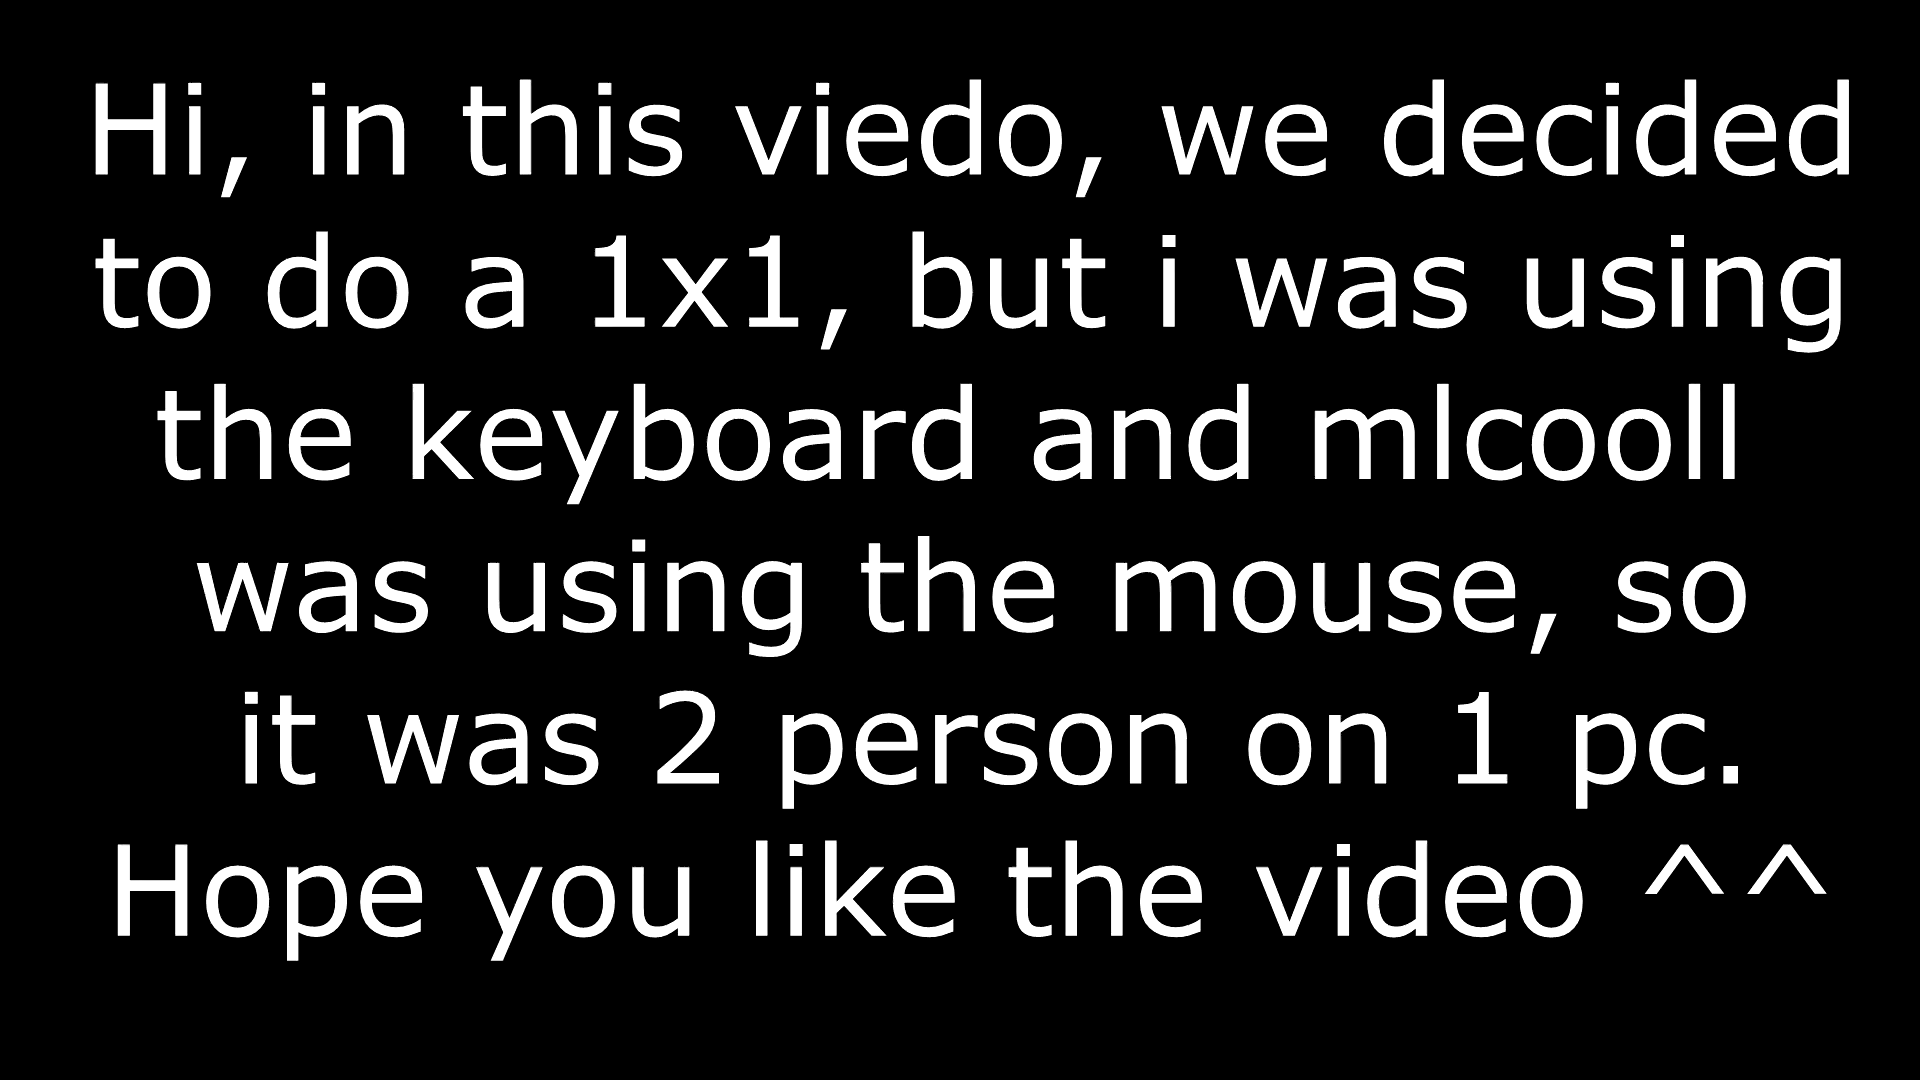 Hi, in this viedo, we decided
to do a 1x1, but i was using
the keyboard and mlcooll
was using the mouse, so
it was 2 person on 1 pc.
Hope you like the video ^^